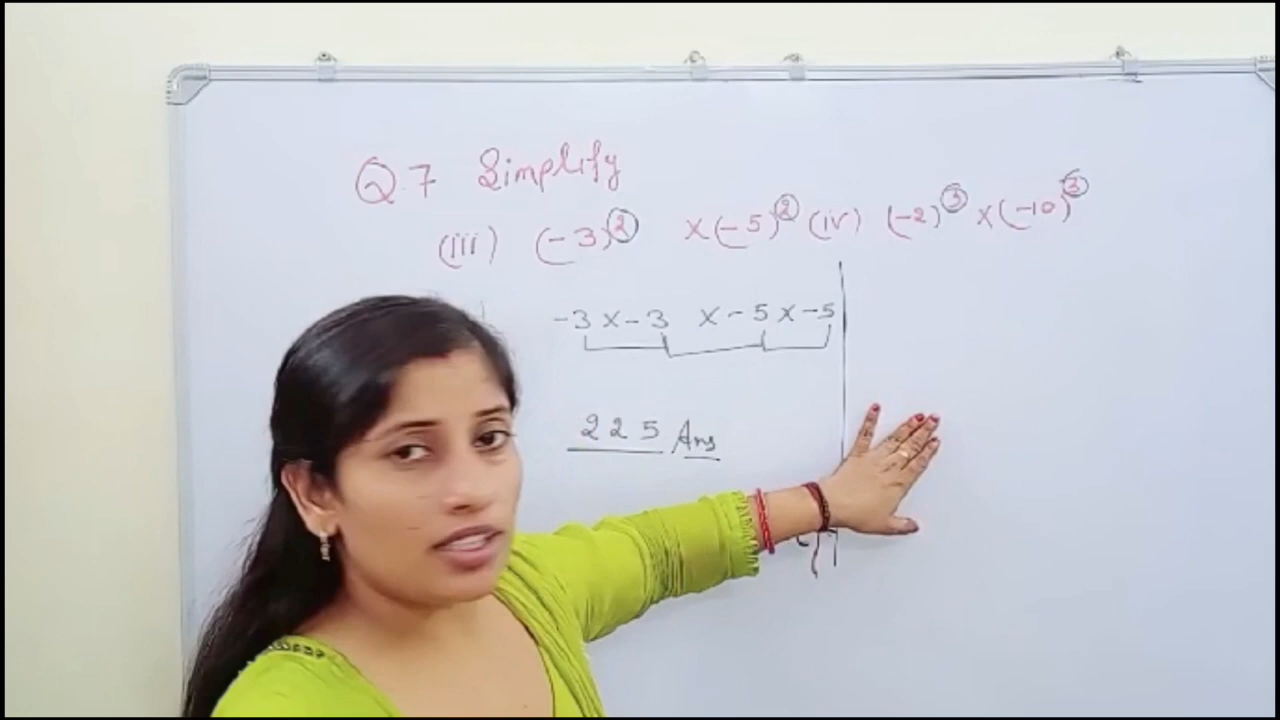 Q.7 Simplify
(iii) (-3)² x(-5)² (iv) (-2)³ x(-10)³
-3 x -3 x -5 x -5
225 Ans